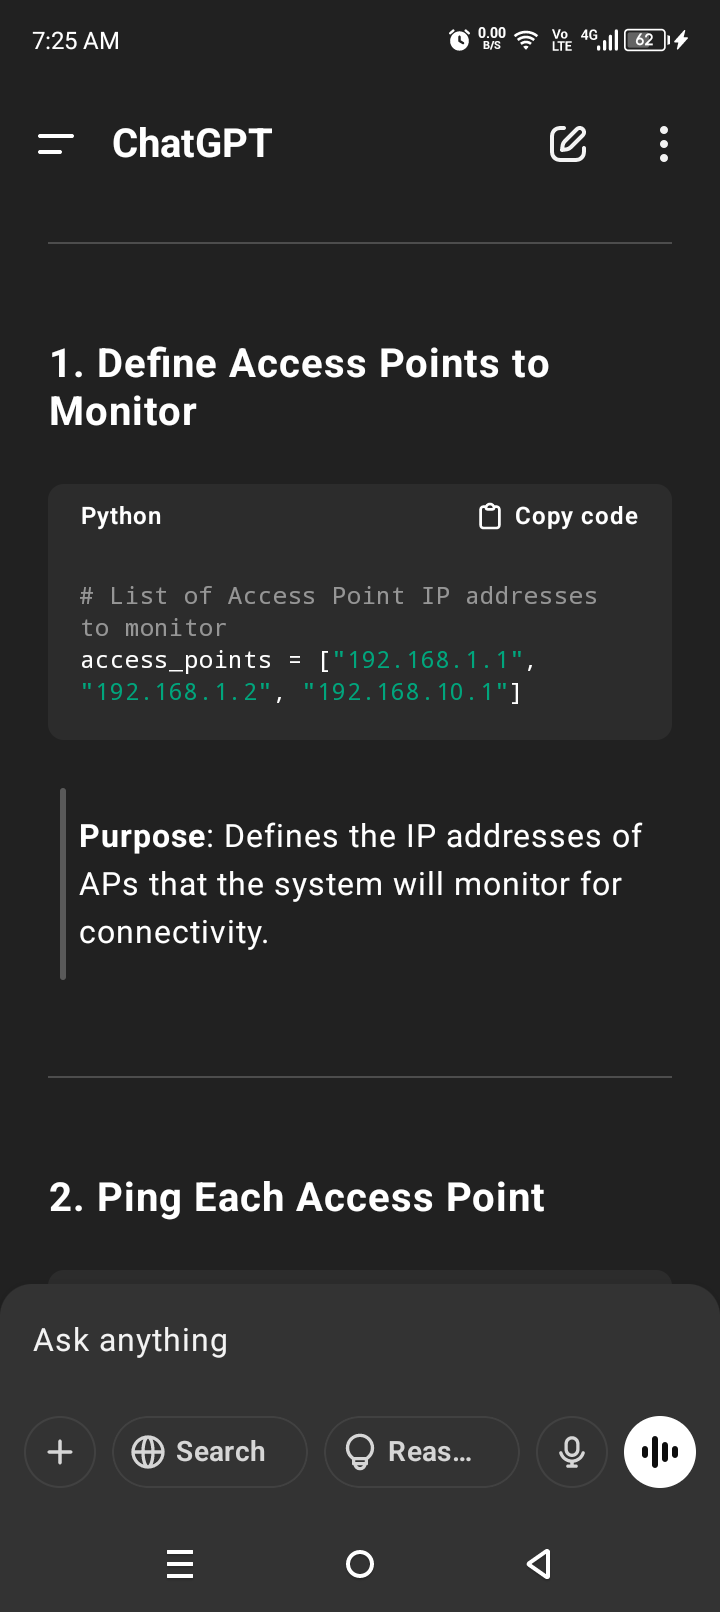 7:25 AM
0.00
B/S
Vo
LTE
4G
62
ChatGPT
1. Define Access Points to
Monitor
Python
Copy code
# List of Access Point IP addresses
to monitor
access_points = ["192.168.1.1",
"192.168.1.2", "192.168.10.1"]
Purpose: Defines the IP addresses of
APs that the system will monitor for
connectivity.
2. Ping Each Access Point
Ask anything
Search
Reas...